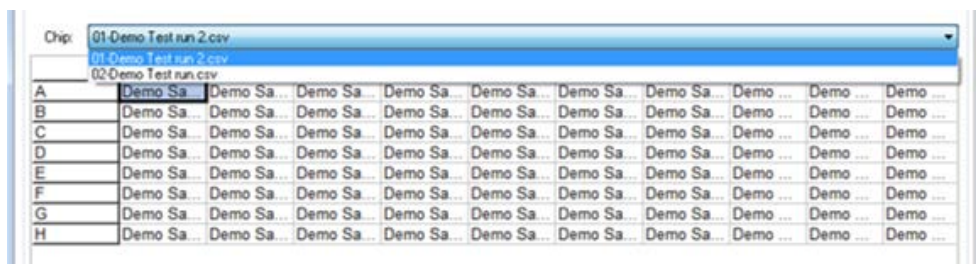 Chip: 01-Demo Test run 2.csv
01-Demo Test run 2.csv
02-Demo Test run.csv
A Demo Sa... Demo Sa... Demo Sa... Demo Sa... Demo Sa... Demo Sa... Demo Sa... Demo ... Demo ... Demo ...
B Demo Sa... Demo Sa... Demo Sa... Demo Sa... Demo Sa... Demo Sa... Demo Sa... Demo ... Demo ... Demo ...
C Demo Sa... Demo Sa... Demo Sa... Demo Sa... Demo Sa... Demo Sa... Demo Sa... Demo ... Demo ... Demo ...
D Demo Sa... Demo Sa... Demo Sa... Demo Sa... Demo Sa... Demo Sa... Demo Sa... Demo ... Demo ... Demo ...
E Demo Sa... Demo Sa... Demo Sa... Demo Sa... Demo Sa... Demo Sa... Demo Sa... Demo ... Demo ... Demo ...
F Demo Sa... Demo Sa... Demo Sa... Demo Sa... Demo Sa... Demo Sa... Demo Sa... Demo ... Demo ... Demo ...
G Demo Sa... Demo Sa... Demo Sa... Demo Sa... Demo Sa... Demo Sa... Demo Sa... Demo ... Demo ... Demo ...
H Demo Sa... Demo Sa... Demo Sa... Demo Sa... Demo Sa... Demo Sa... Demo Sa... Demo ... Demo ... Demo ...